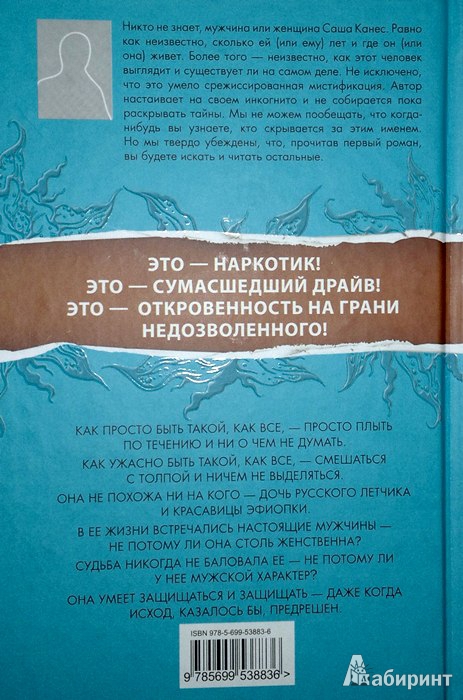 Никто не знает, мужчина или женщина Саша Канес. Равно
как неизвестно, сколько ей (или ему) лет и где он (или
она) живет. Более того — неизвестно, как этот человек
выглядит и существует ли на самом деле. Не исключено,
что это умело срежиссированная мистификация. Автор
настаивает на своем инкогнито и не собирается пока
раскрывать тайны. Мы не можем пообещать, что когда-
нибудь вы узнаете, кто скрывается за этим именем.
Но мы твердо убеждены, что, прочитав первый роман,
вы будете искать и читать остальные.
ЭТО — НАРКОТИК!
ЭТО — СУМАСШЕДШИЙ ДРАЙВ!
ЭТО — ОТКРОВЕННОСТЬ НА ГРАНИ
НЕДОЗВОЛЕННОГО!
КАК ПРОСТО БЫТЬ ТАКОЙ, КАК ВСЕ, — ПРОСТО ПЛЫТЬ
ПО ТЕЧЕНИЮ И НИ О ЧЕМ НЕ ДУМАТЬ.
КАК УЖАСНО БЫТЬ ТАКОЙ, КАК ВСЕ, — СМЕШАТЬСЯ
С ТОЛПОЙ И НИЧЕМ НЕ ВЫДЕЛЯТЬСЯ.
ОНА НЕ ПОХОЖА НИ НА КОГО — ДОЧЬ РУССКОГО ЛЕТЧИКА
И КРАСАВИЦЫ ЭФИОПКИ.
В ЕЕ ЖИЗНИ ВСТРЕЧАЛИСЬ НАСТОЯЩИЕ МУЖЧИНЫ —
НЕ ПОТОМУ ЛИ ОНА СТОЛЬ ЖЕНСТВЕННА?
СУДЬБА НИКОГДА НЕ БАЛОВАЛА ЕЕ — НЕ ПОТОМУ ЛИ
У НЕЕ МУЖСКОЙ ХАРАКТЕР?
ОНА УМЕЕТ ЗАЩИЩАТЬСЯ И ЗАЩИЩАТЬ — ДАЖЕ КОГДА
ИСХОД, КАЗАЛОСЬ БЫ, ПРЕДРЕШЕН.
ISBN 978-5-699-53883-6
9 785699 538836 >
Лабиринт